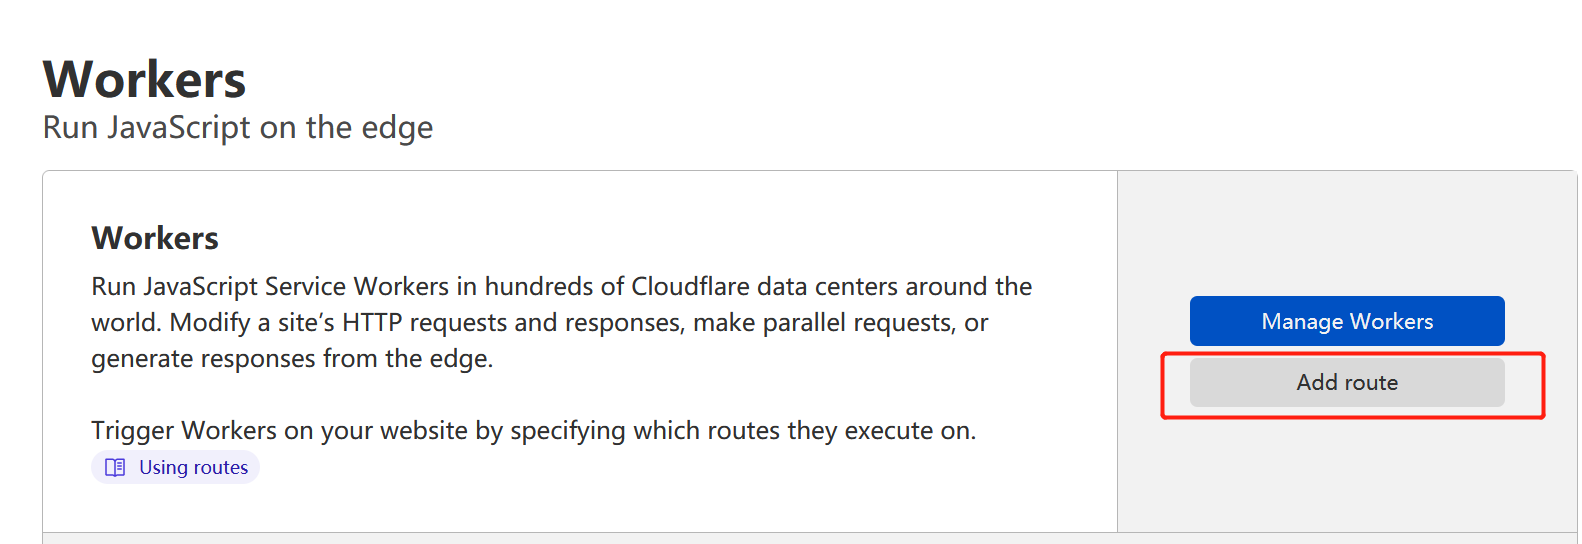 Workers
Run JavaScript on the edge
Workers
Run JavaScript Service Workers in hundreds of Cloudflare data centers around the
world. Modify a site’s HTTP requests and responses, make parallel requests, or
generate responses from the edge.
Trigger Workers on your website by specifying which routes they execute on.
Using routes
Manage Workers
Add route